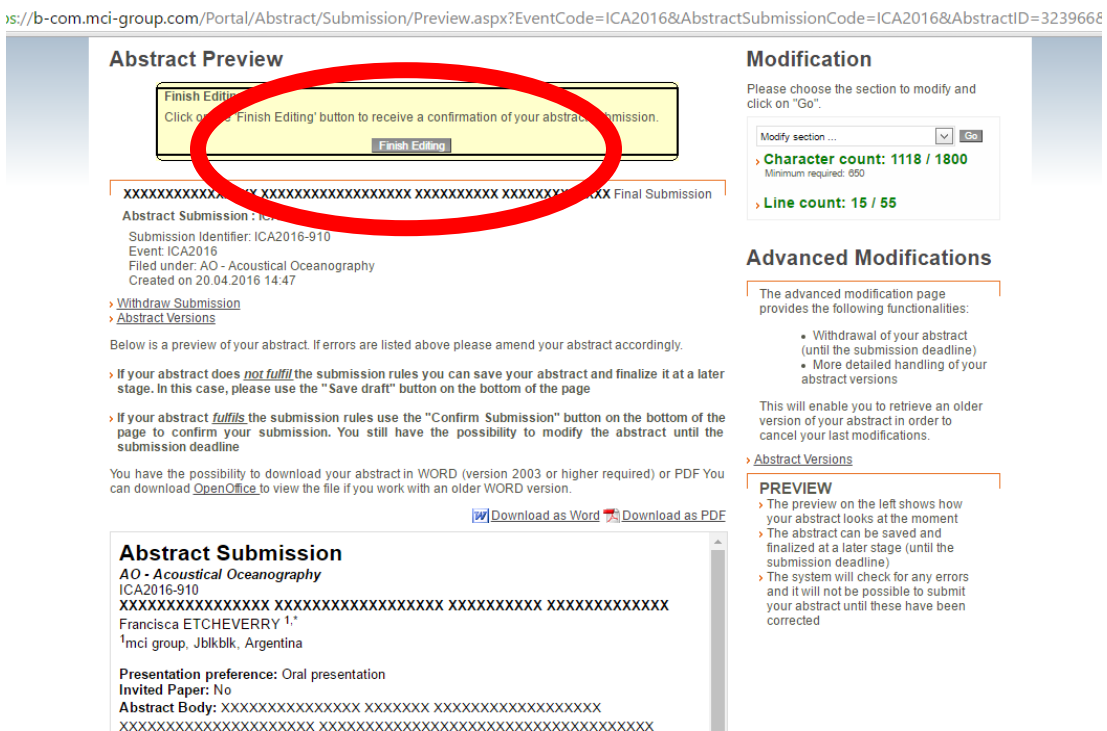 ps://b-com.mci-group.com/Portal/Abstract/Submission/Preview.aspx?EventCode=ICA2016&AbstractSubmissionCode=ICA2016&AbstractID=3239668
Abstract Preview
Finish Editing
Click on the 'Finish Editing' button to receive a confirmation of your abstract submission.
Finish Editing
XXXXXXXXXXXXXXXX XXXXXXXXXXXXXXXXXX XXXXXXXXXX XXXXXXXXXXXXX Final Submission
Abstract Submission :
Submission Identifier: ICA2016-910
Event: ICA2016
Filed under: AO - Acoustical Oceanography
Created on 20.04.2016 14:47
Withdraw Submission
Abstract Versions
Below is a preview of your abstract. If errors are listed above please amend your abstract accordingly.
If your abstract does not fulfil the submission rules you can save your abstract and finalize it at a later
stage. In this case, please use the "Save draft" button on the bottom of the page
If your abstract fulfils the submission rules use the "Confirm Submission" button on the bottom of the
page to confirm your submission. You still have the possibility to modify the abstract until the
submission deadline
You have the possibility to download your abstract in WORD (version 2003 or higher required) or PDF You
can download OpenOffice to view the file if you work with an older WORD version.
Download as Word Download as PDF
Abstract Submission
AO - Acoustical Oceanography
ICA2016-910
XXXXXXXXXXXXXXXX XXXXXXXXXXXXXXXXXX XXXXXXXXXX XXXXXXXXXXXXX
Francisca ETCHEVERRY 1,*
1mci group, Jblkblk, Argentina
Presentation preference: Oral presentation
Invited Paper: No
Abstract Body: XXXXXXXXXXXXXXX XXXXXXX XXXXXXXXXXXXXXXXXX
XXXXXXXXXXXXXXXXXXXXX XXXXXXXXXXXXXXXXXXXXXXXXXXXXXXXXXXXX
Modification
Please choose the section to modify and
click on "Go".
Modify section ... Go
Character count: 1118 / 1800
Minimum required: 650
Line count: 15 / 55
Advanced Modifications
The advanced modification page
provides the following functionalities:
• Withdrawal of your abstract
(until the submission deadline)
• More detailed handling of your
abstract versions
This will enable you to retrieve an older
version of your abstract in order to
cancel your last modifications.
Abstract Versions
PREVIEW
The preview on the left shows how
your abstract looks at the moment
The abstract can be saved and
finalized at a later stage (until the
submission deadline)
The system will check for any errors
and it will not be possible to submit
your abstract until these have been
corrected